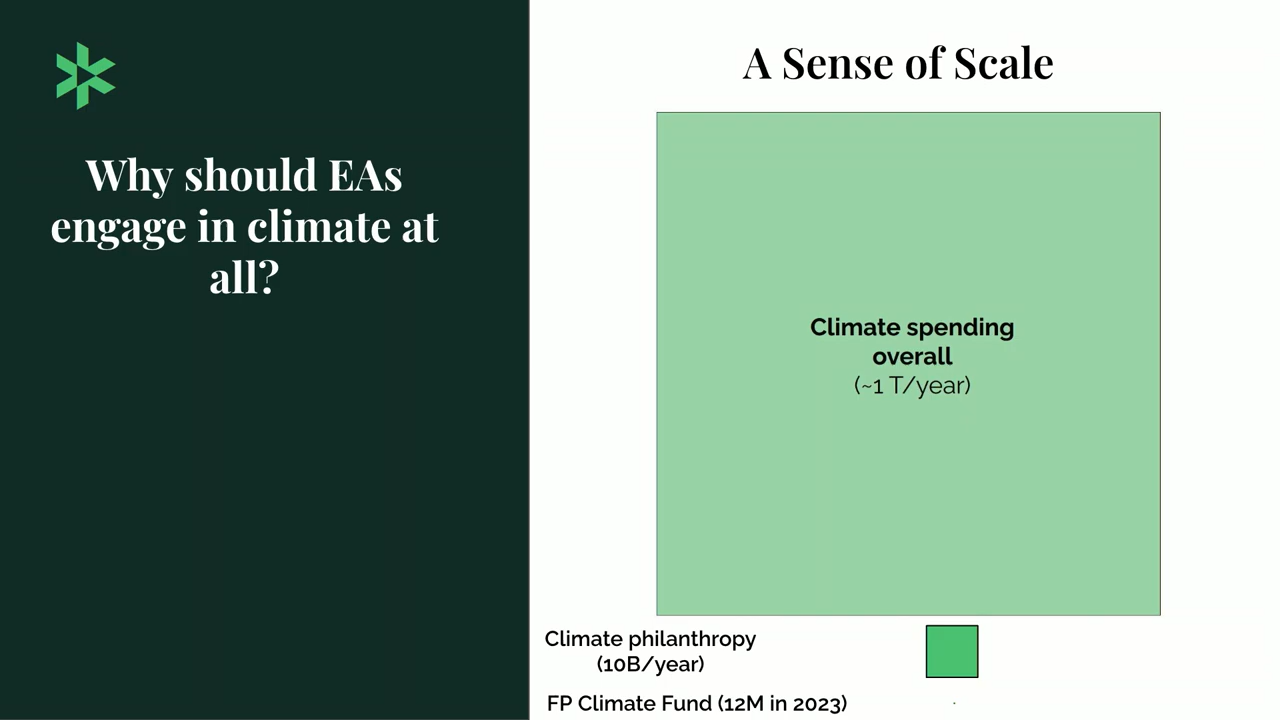 Why should EAs
engage in climate at
all?
A Sense of Scale
Climate spending
overall
(~1 T/year)
Climate philanthropy
(10B/year)
FP Climate Fund (12M in 2023)